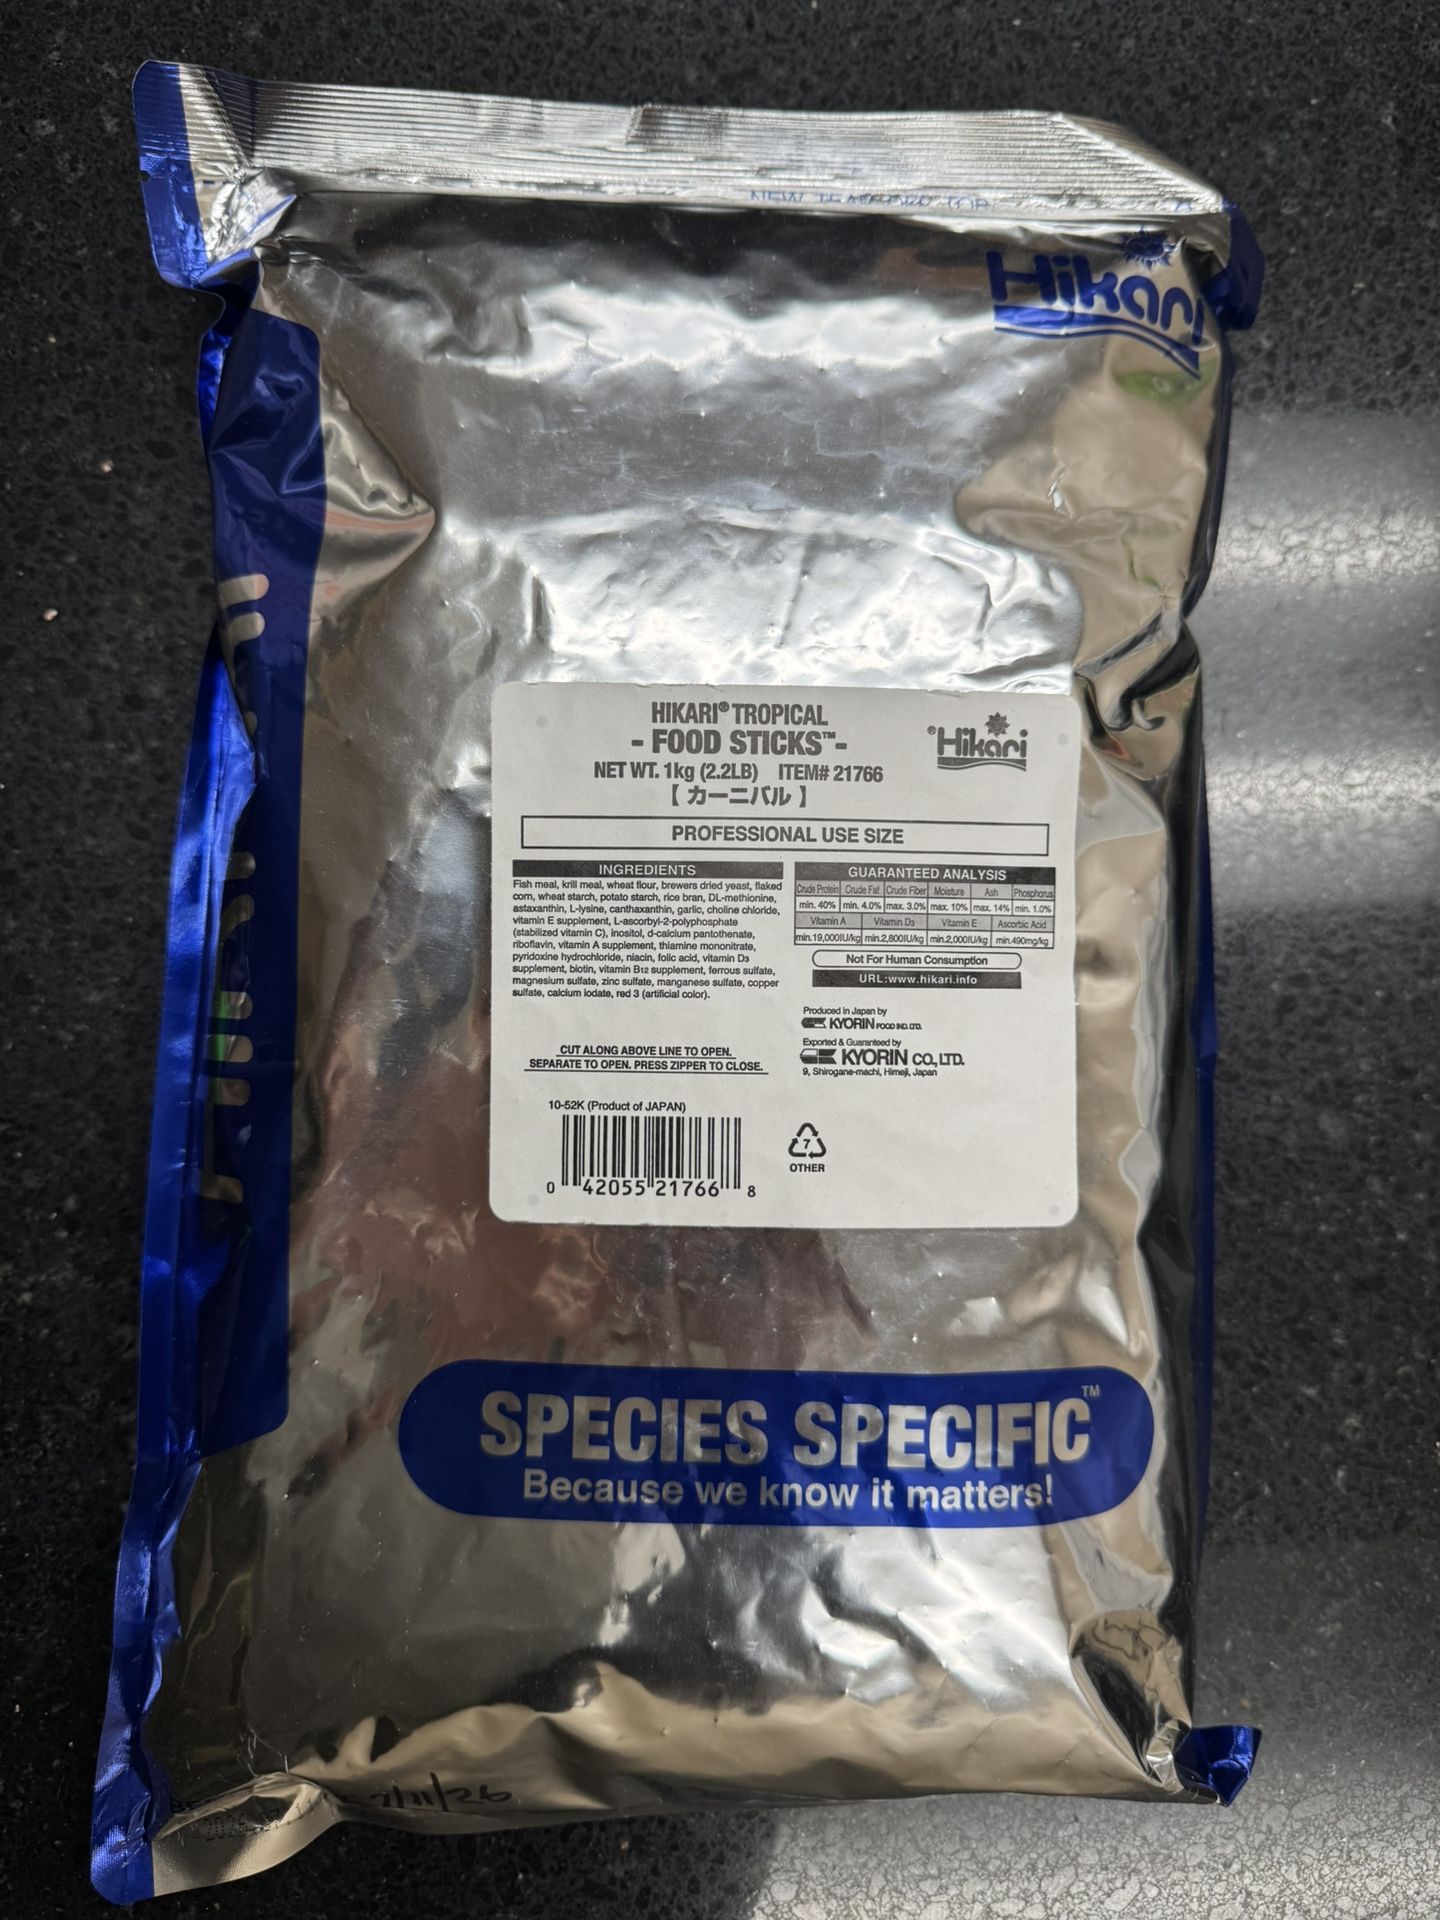 NEW TEAR OFF TOP
Hikari
HIKARI® TROPICAL
- FOOD STICKS™ -
NET WT. 1kg (2.2LB) ITEM# 21766
【 カーニバル 】
®Hikari
PROFESSIONAL USE SIZE
INGREDIENTS
Fish meal, krill meal, wheat flour, brewers dried yeast, flaked
corn, wheat starch, potato starch, rice bran, DL-methionine,
astaxanthin, L-lysine, canthaxanthin, garlic, choline chloride,
vitamin E supplement, L-ascorbyl-2-polyphosphate
(stabilized vitamin C), inositol, d-calcium pantothenate,
riboflavin, vitamin A supplement, thiamine mononitrate,
pyridoxine hydrochloride, niacin, folic acid, vitamin D3
supplement, biotin, vitamin B12 supplement, ferrous sulfate,
magnesium sulfate, zinc sulfate, manganese sulfate, copper
sulfate, calcium iodate, red 3 (artificial color).
GUARANTEED ANALYSIS
Crude Protein Crude Fat Crude Fiber Moisture Ash Phosphorus
min. 40% min. 4.0% max. 3.0% max. 10% max. 14% min. 1.0%
Vitamin A Vitamin D3 Vitamin E Ascorbic Acid
min.19,000IU/kg min.2,800IU/kg min.2,000IU/kg min.490mg/kg
Not For Human Consumption
URL:www.hikari.info
Produced in Japan by
KYORIN FOOD IND. LTD.
Exported & Guaranteed by
KYORIN CO., LTD.
9, Shirogane-machi, Himeji, Japan
CUT ALONG ABOVE LINE TO OPEN.
SEPARATE TO OPEN. PRESS ZIPPER TO CLOSE.
10-52K (Product of JAPAN)
0 42055 21766 8
7
OTHER
SPECIES SPECIFIC™
Because we know it matters!
7/11/26